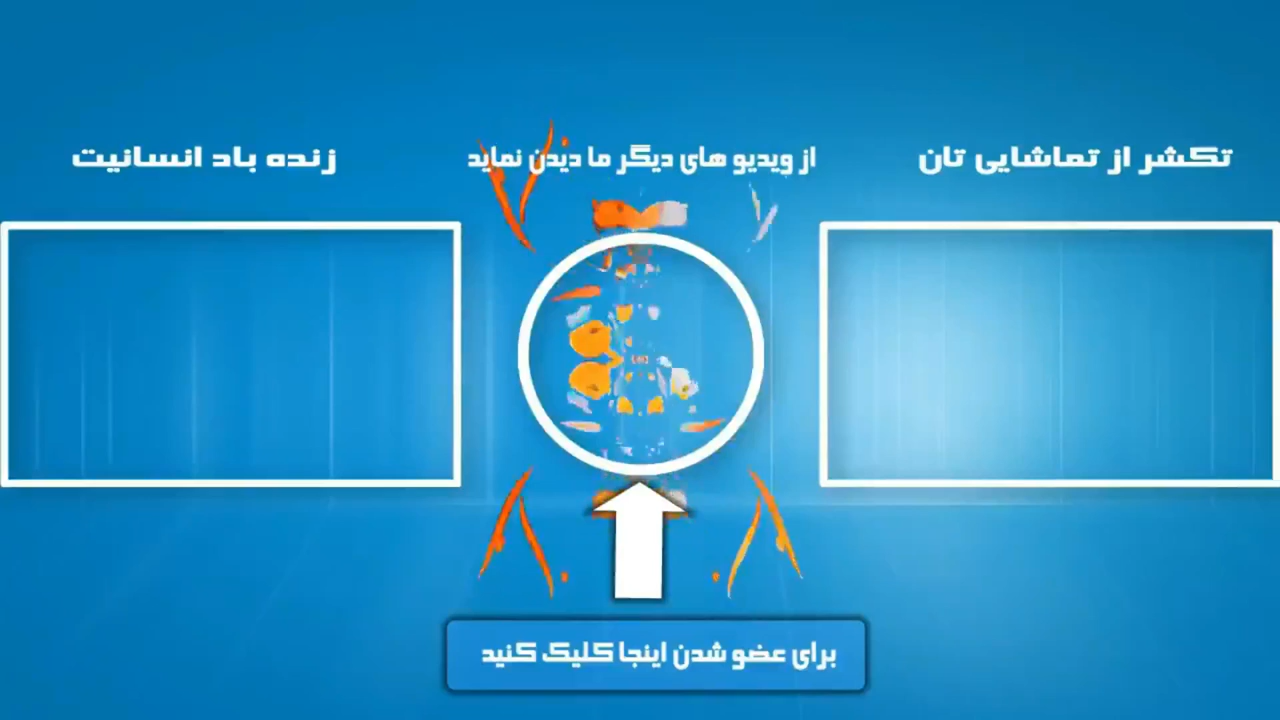 تکشر از تماشایی تان
از ویدیو های دیگر ما دیدن نماید
زنده باد انسانیت
برای عضو شدن اینجا کلیک کنید